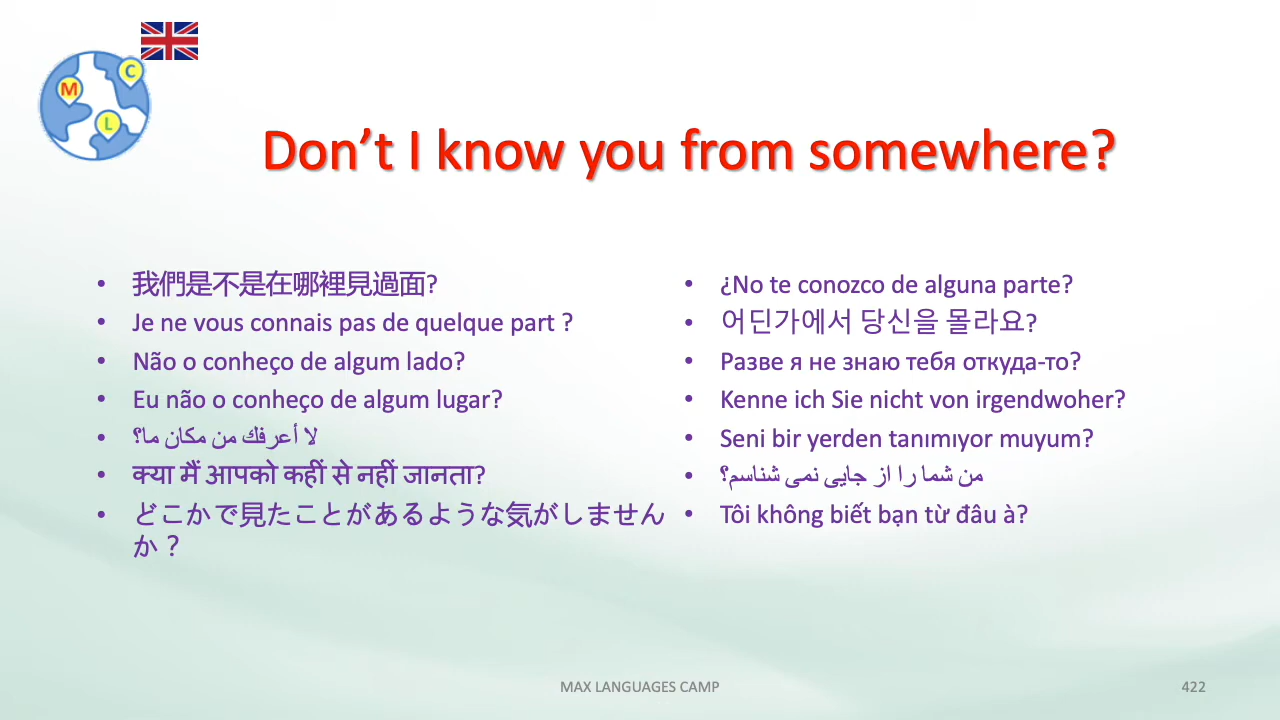 M
C
L
Don’t I know you from somewhere?
• 我們是不是在哪裡見過面?
• Je ne vous connais pas de quelque part ?
• Não o conheço de algum lado?
• Eu não o conheço de algum lugar?
• لا أعرفك من مكان ما؟
• क्या मैं आपको कहीं से नहीं जानता?
• どこかで見たことがあるような気がしません
か？
• ¿No te conozco de alguna parte?
• 어딘가에서 당신을 몰라요?
• Разве я не знаю тебя откуда-то?
• Kenne ich Sie nicht von irgendwoher?
• Seni bir yerden tanımıyor muyum?
• من شما را از جایی نمی شناسم؟
• Tôi không biết bạn từ đâu à?
MAX LANGUAGES CAMP
422